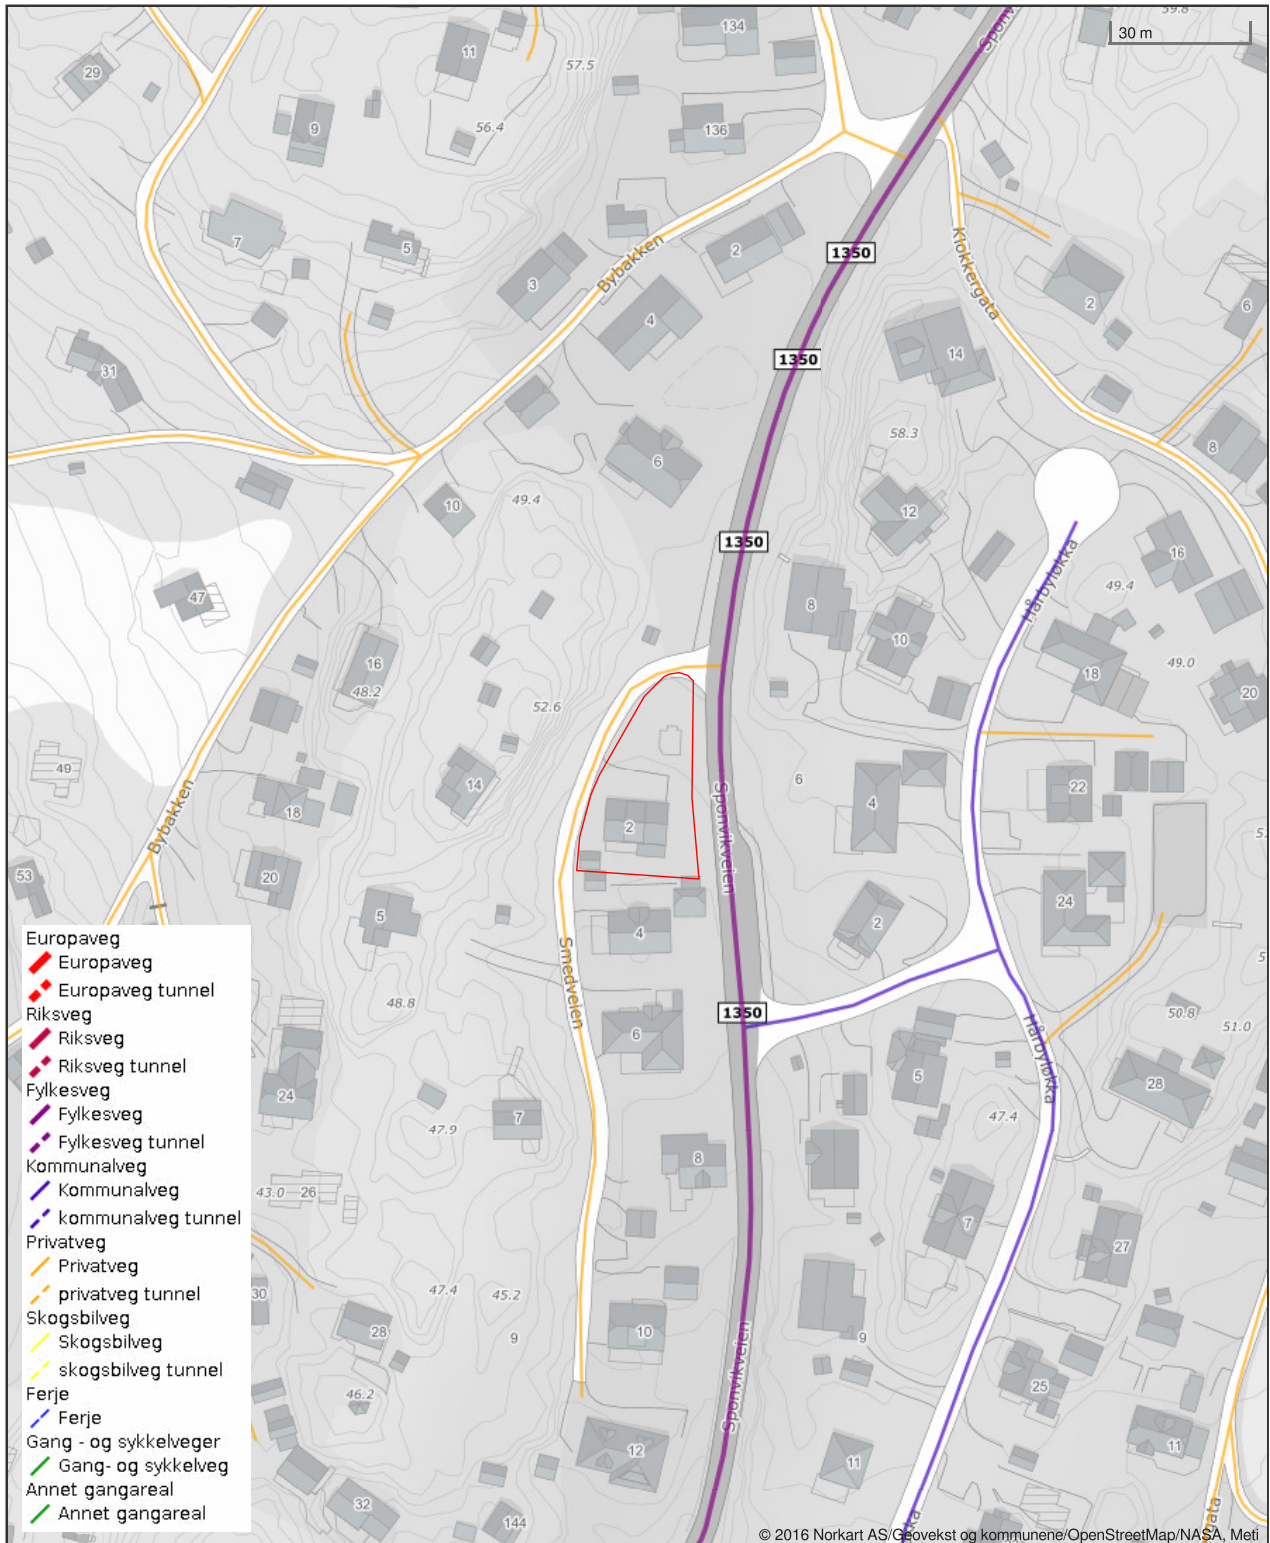 134
59.8
30 m
Sponv
11
57.5
29
9
56.4
136
Klokkergata
7
5
Bybakken
2
1350
3
2
6
4
1350
14
31
58.3
8
6
10
49.4
12
1350
16
Hårbyløkka
49.4
47
8
10
16
48.2
18
49.0
20
52.6
49
14
6
22
18
2
4
Bybakken
Sponvikveien
53
20
5
24
2
4
Smedveien
48.8
1350
50.8
51.0
6
Hårbyløkka
5
28
24
7
47.4
47.9
8
43.0
26
7
27
47.4
45.2
30
28
9
10
9
Sponvikveien
25
46.2
12
11
11
32
144
gata
kka
Europaveg
Europaveg
Europaveg tunnel
Riksveg
Riksveg
Riksveg tunnel
Fylkesveg
Fylkesveg
Fylkesveg tunnel
Kommunalveg
Kommunalveg
kommunalveg tunnel
Privatveg
Privatveg
privatveg tunnel
Skogsbilveg
Skogsbilveg
skogsbilveg tunnel
Ferje
Ferje
Gang - og sykkelveger
Gang- og sykkelveg
Annet gangareal
Annet gangareal
© 2016 Norkart AS/Geovekst og kommunene/OpenStreetMap/NASA, Meti